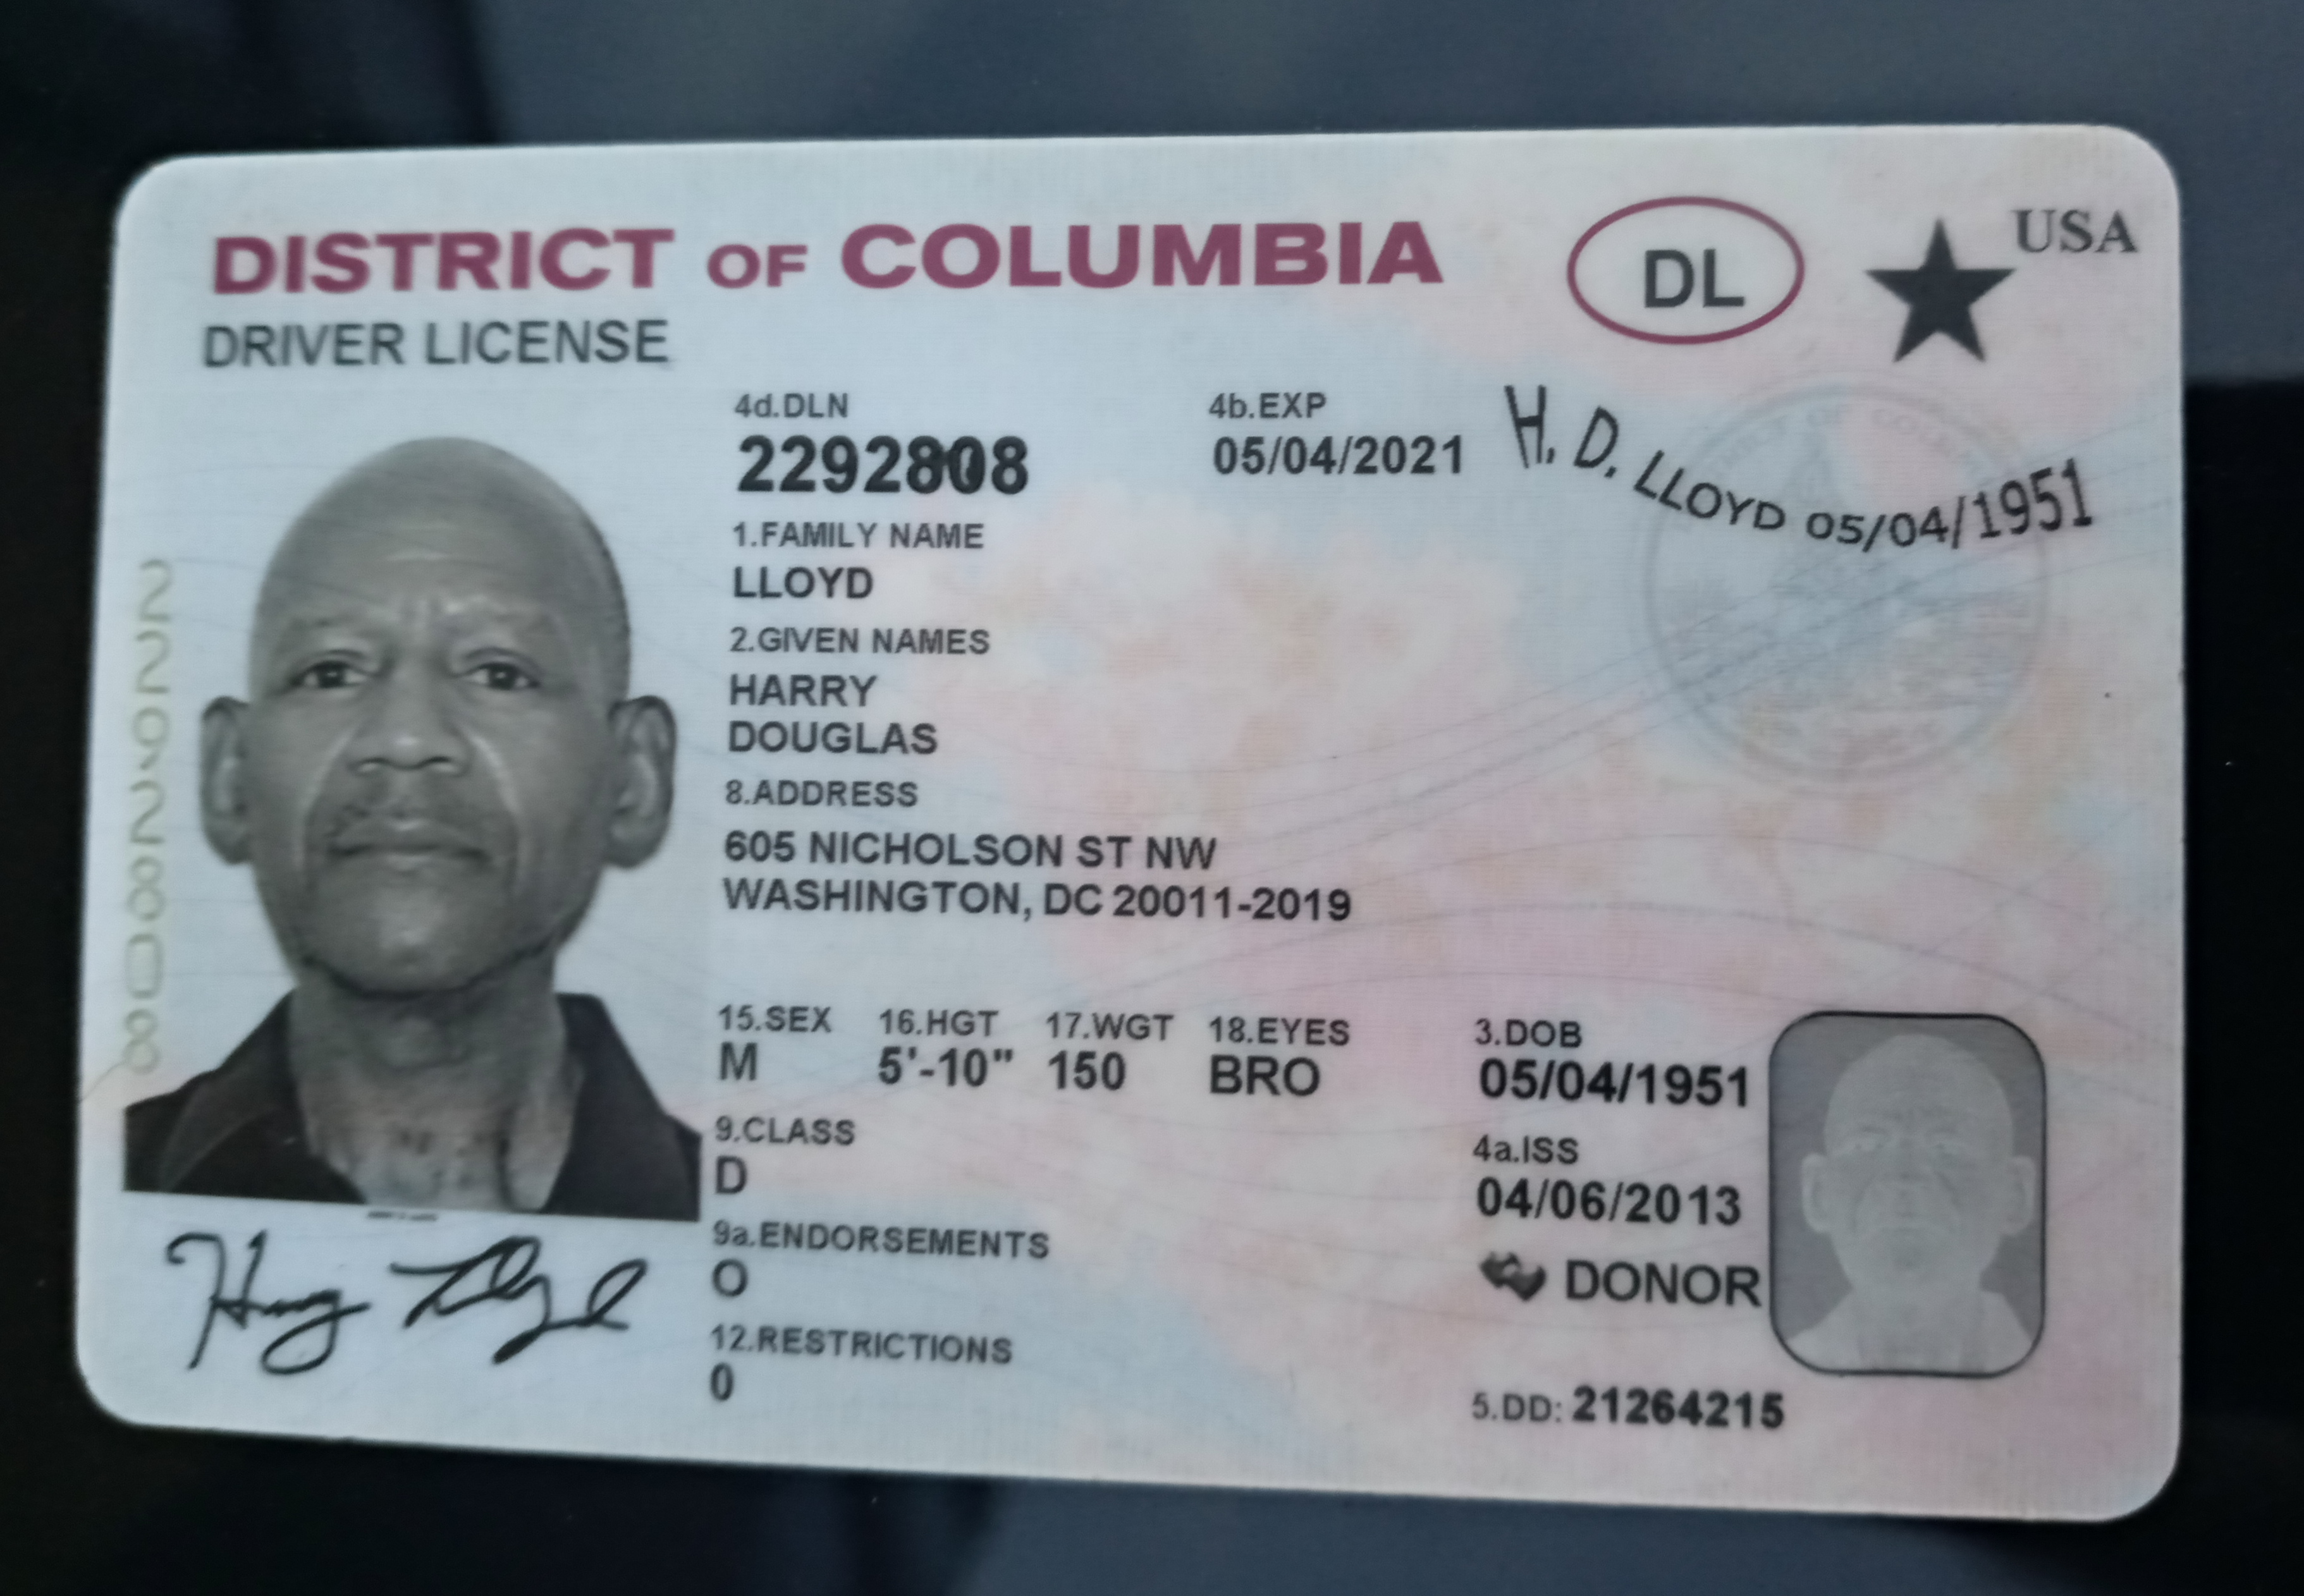 DISTRICT OF COLUMBIA
DL
USA
DRIVER LICENSE
4d.DLN
2292808
4b.EXP
05/04/2021
H. D. LLOYD 05/04/1951
1.FAMILY NAME
LLOYD
2.GIVEN NAMES
HARRY
DOUGLAS
8.ADDRESS
605 NICHOLSON ST NW
WASHINGTON, DC 20011-2019
15.SEX 16.HGT 17.WGT 18.EYES
M 5'-10" 150 BRO
3.DOB
05/04/1951
9.CLASS
D
4a.ISS
04/06/2013
9a.ENDORSEMENTS
O
DONOR
12.RESTRICTIONS
0
5.DD: 21264215
2292808
Harry Lloyd